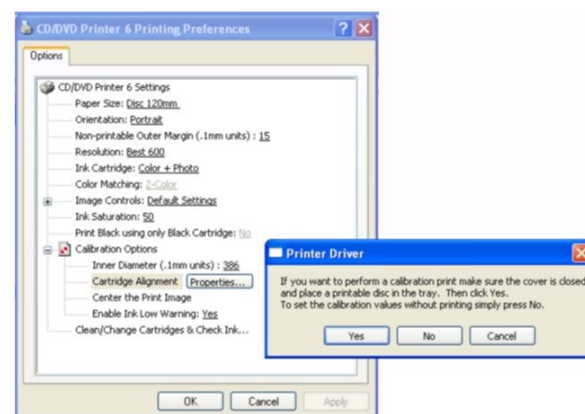 CD/DVD Printer 6 Printing Preferences
Options
CD/DVD Printer 6 Settings
Paper Size: Disc 120mm
Orientation: Portrait
Non-printable Outer Margin (.1mm units) : 15
Resolution: Best 600
Ink Cartridge: Color + Photo
Color Matching: Z-Color
Image Controls: Default Settings
Ink Saturation: 50
Print Black using only Black Cartridge: No
Calibration Options
Inner Diameter (.1mm units) : 386
Cartridge Alignment Properties...
Center the Print Image
Enable Ink Low Warning: Yes
Clean/Change Cartridges & Check Ink...
OK Cancel Apply
Printer Driver
If you want to perform a calibration print make sure the cover is closed
and place a printable disc in the tray. Then click Yes.
To set the calibration values without printing simply press No.
Yes No Cancel